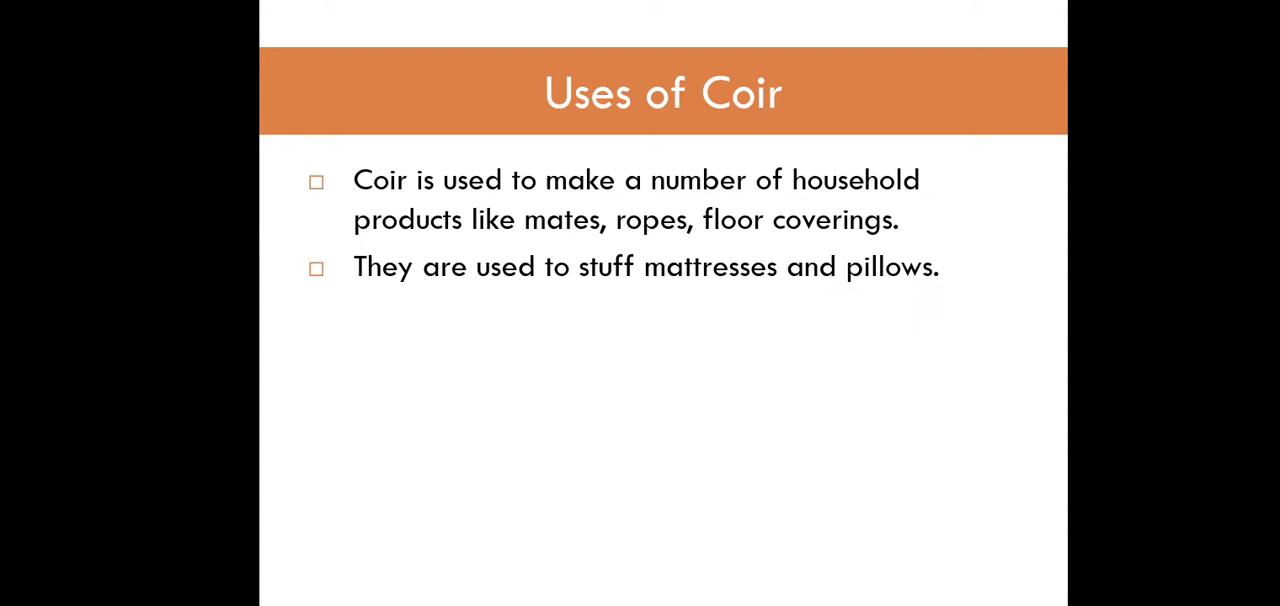 Uses of Coir
Coir is used to make a number of household
products like mates, ropes, floor coverings.
They are used to stuff mattresses and pillows.